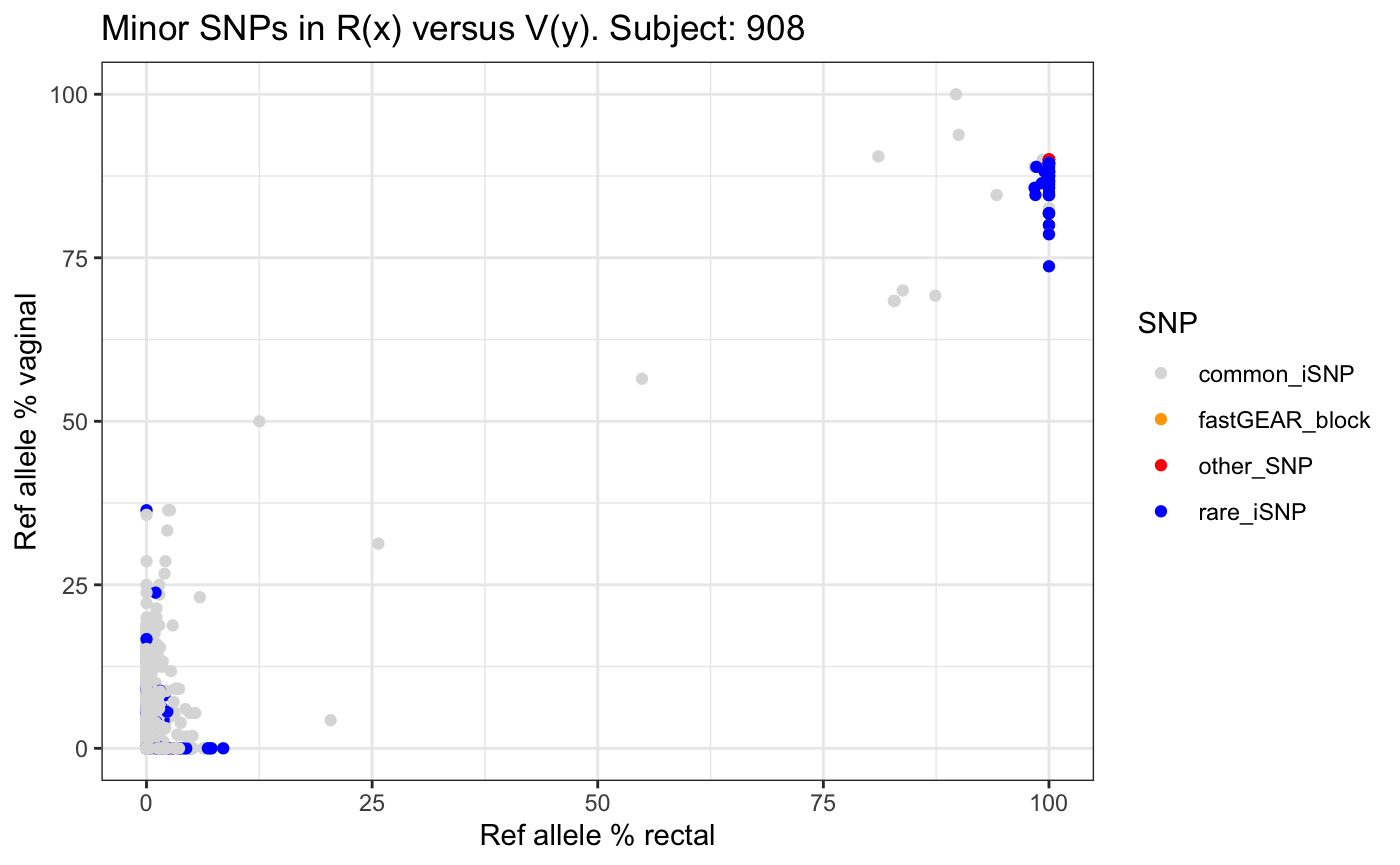 Minor SNPs in R(x) versus V(y). Subject: 908
Ref allele % vaginal
100
75
50
25
0
0
25
50
75
100
Ref allele % rectal
SNP
common_iSNP
fastGEAR_block
other_SNP
rare_iSNP